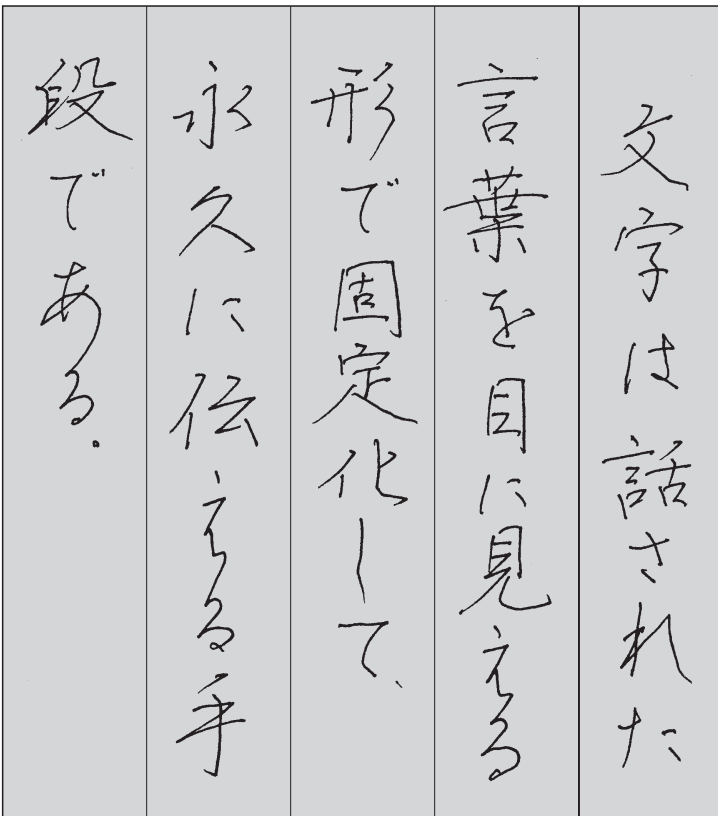 文字は話された
言葉を目に見える
形で固定化して、
永久に伝える手
段である。